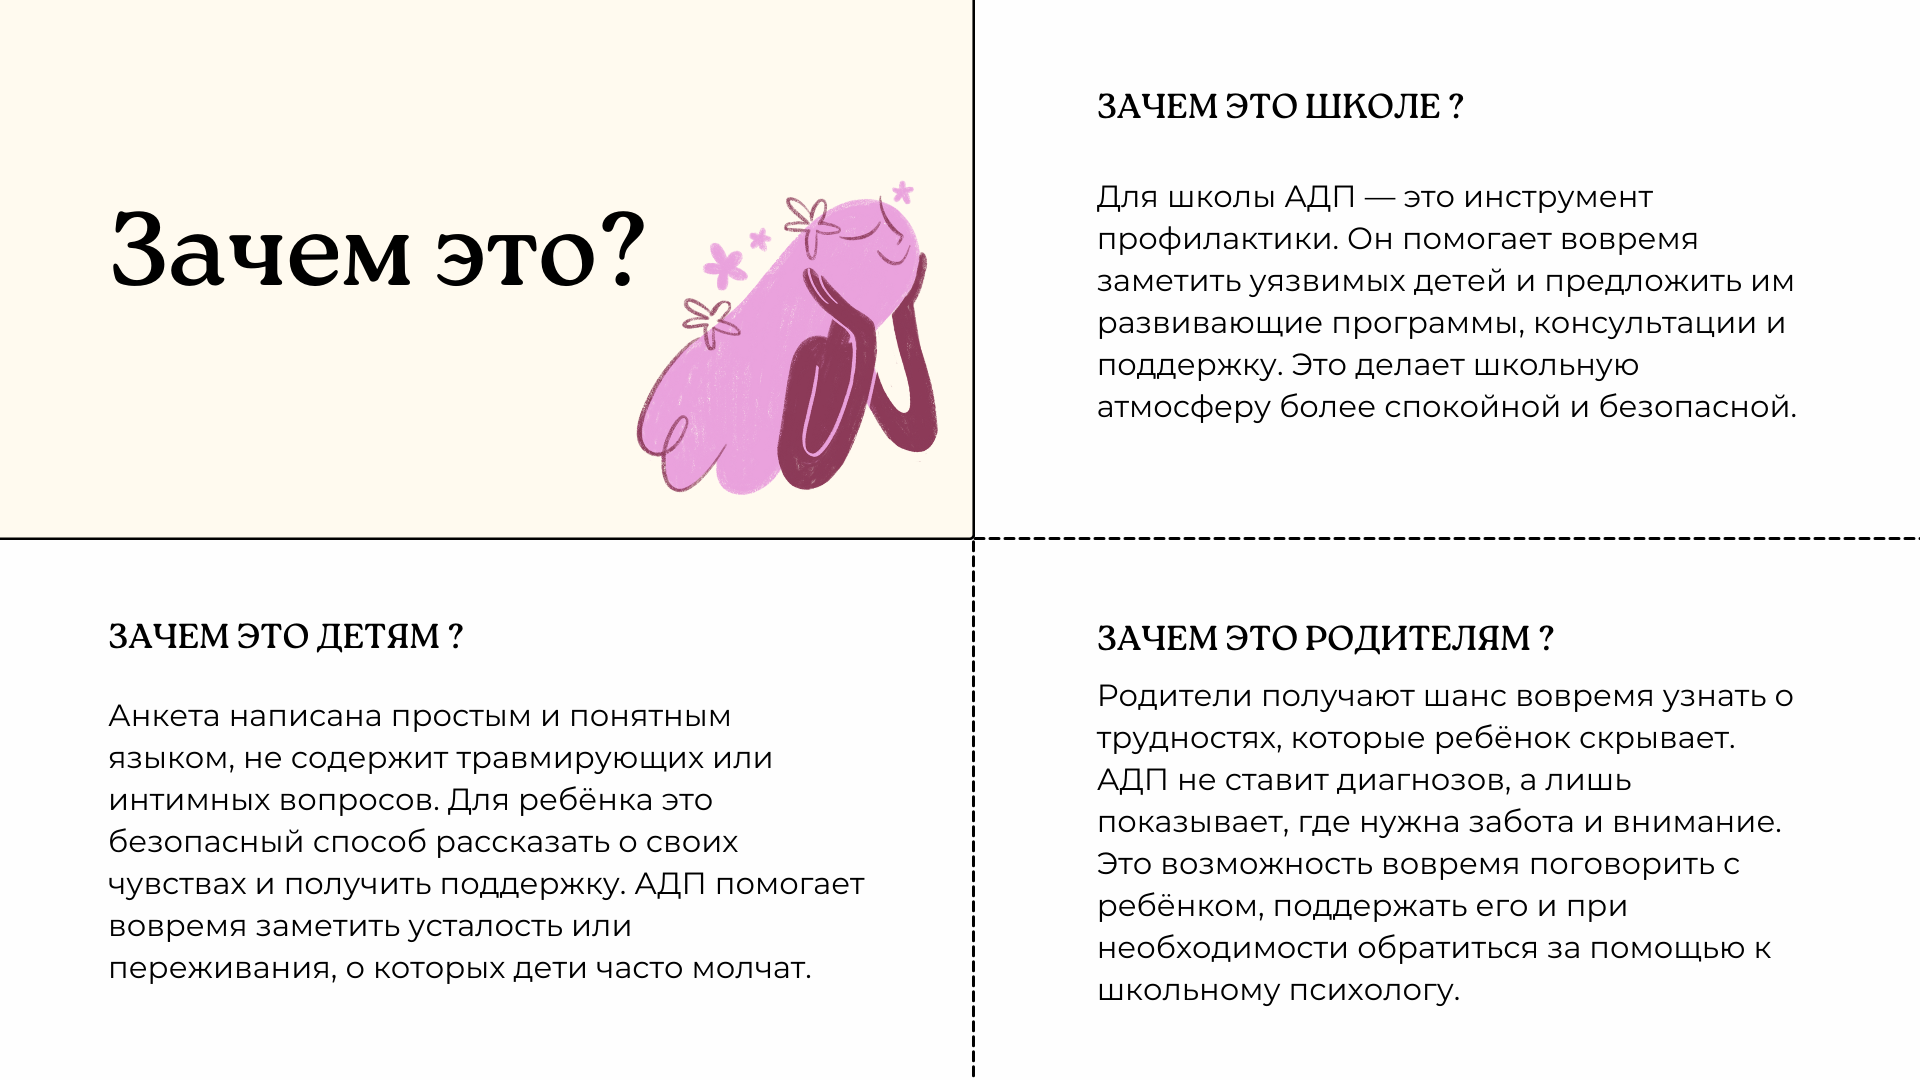 Зачем это?
ЗАЧЕМ ЭТО ШКОЛЕ ?
Для школы АДП — это инструмент
профилактики. Он помогает вовремя
заметить уязвимых детей и предложить им
развивающие программы, консультации и
поддержку. Это делает школьную
атмосферу более спокойной и безопасной.
ЗАЧЕМ ЭТО ДЕТЯМ ?
Анкета написана простым и понятным
языком, не содержит травмирующих или
интимных вопросов. Для ребёнка это
безопасный способ рассказать о своих
чувствах и получить поддержку. АДП помогает
вовремя заметить усталость или
переживания, о которых дети часто молчат.
ЗАЧЕМ ЭТО РОДИТЕЛЯМ ?
Родители получают шанс вовремя узнать о
трудностях, которые ребёнок скрывает.
АДП не ставит диагнозов, а лишь
показывает, где нужна забота и внимание.
Это возможность вовремя поговорить с
ребёнком, поддержать его и при
необходимости обратиться за помощью к
школьному психологу.